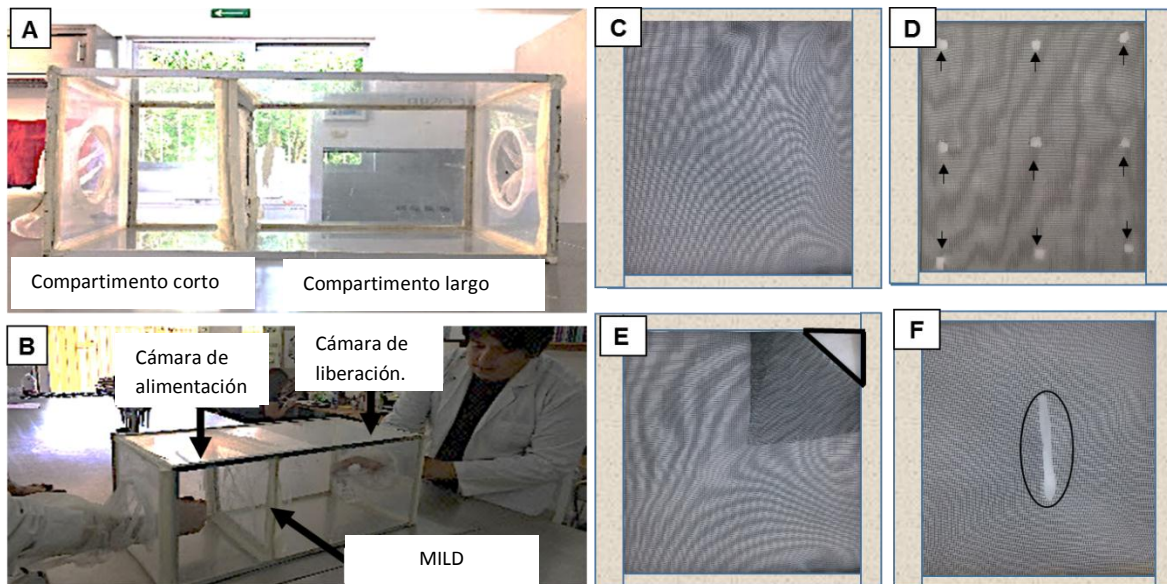 A
Compartimento corto
Compartimento largo
B
Cámara de
alimentación
Cámara de
liberación.
MILD
C
D
E
F